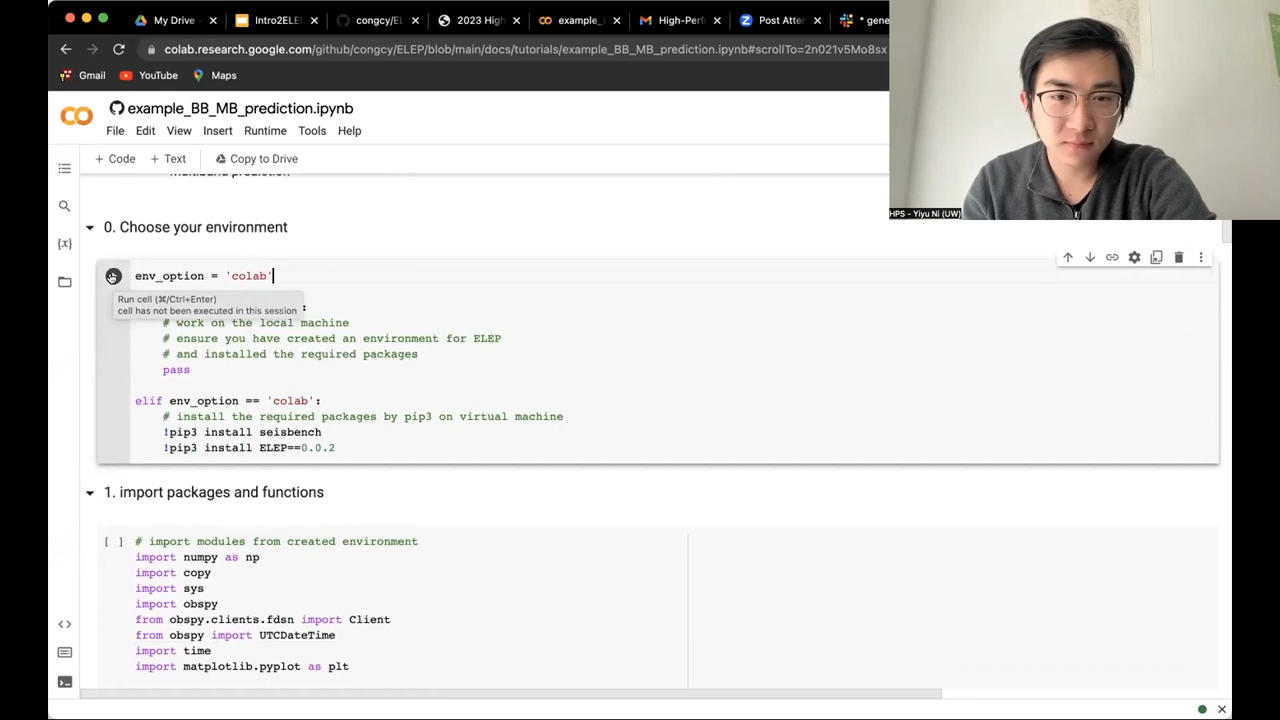 My Drive -
Intro2ELE
congcy/EL
2023 High
example_
High-Perf
Post Atte
* gene
colab.research.google.com/github/congcy/ELEP/blob/main/docs/tutorials/example_BB_MB_prediction.ipynb#scrollTo=2n021v5Mo8sx
Gmail
YouTube
Maps
example_BB_MB_prediction.ipynb
File Edit View Insert Runtime Tools Help
+ Code + Text Copy to Drive
Multiband prediction
0. Choose your environment
env_option = 'colab'
Run cell (⌘/Ctrl+Enter)
cell has not been executed in this session
:
# work on the local machine
# ensure you have created an environment for ELEP
# and installed the required packages
pass
elif env_option == 'colab':
# install the required packages by pip3 on virtual machine
!pip3 install seisbench
!pip3 install ELEP==0.0.2
1. import packages and functions
[ ] # import modules from created environment
import numpy as np
import copy
import sys
import obspy
from obspy.clients.fdsn import Client
from obspy import UTCDateTime
import time
import matplotlib.pyplot as plt
HPS - Yiyu Ni (UW)
{x}